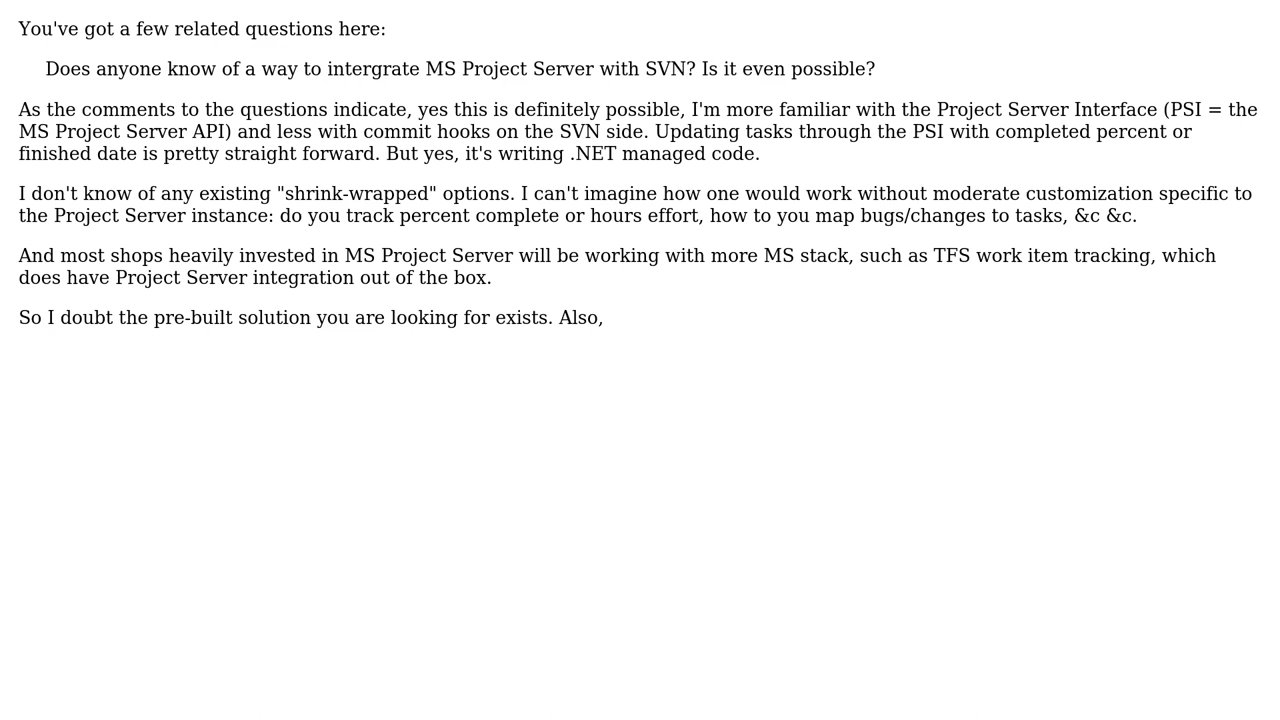 You've got a few related questions here:
Does anyone know of a way to intergrate MS Project Server with SVN? Is it even possible?
As the comments to the questions indicate, yes this is definitely possible, I'm more familiar with the Project Server Interface (PSI = the
MS Project Server API) and less with commit hooks on the SVN side. Updating tasks through the PSI with completed percent or
finished date is pretty straight forward. But yes, it's writing .NET managed code.
I don't know of any existing "shrink-wrapped" options. I can't imagine how one would work without moderate customization specific to
the Project Server instance: do you track percent complete or hours effort, how to you map bugs/changes to tasks, &c &c.
And most shops heavily invested in MS Project Server will be working with more MS stack, such as TFS work item tracking, which
does have Project Server integration out of the box.
So I doubt the pre-built solution you are looking for exists. Also,